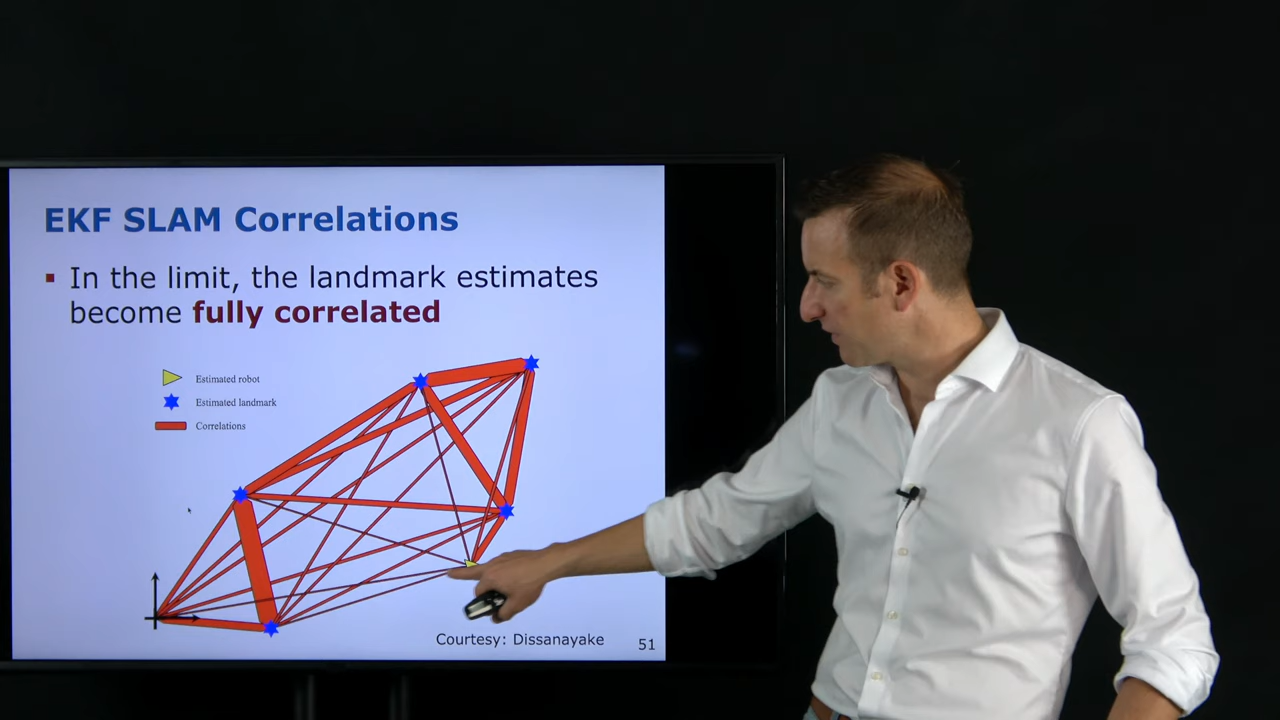 EKF SLAM Correlations
In the limit, the landmark estimates
become fully correlated
Estimated robot
Estimated landmark
Correlations
Courtesy: Dissanayake
51